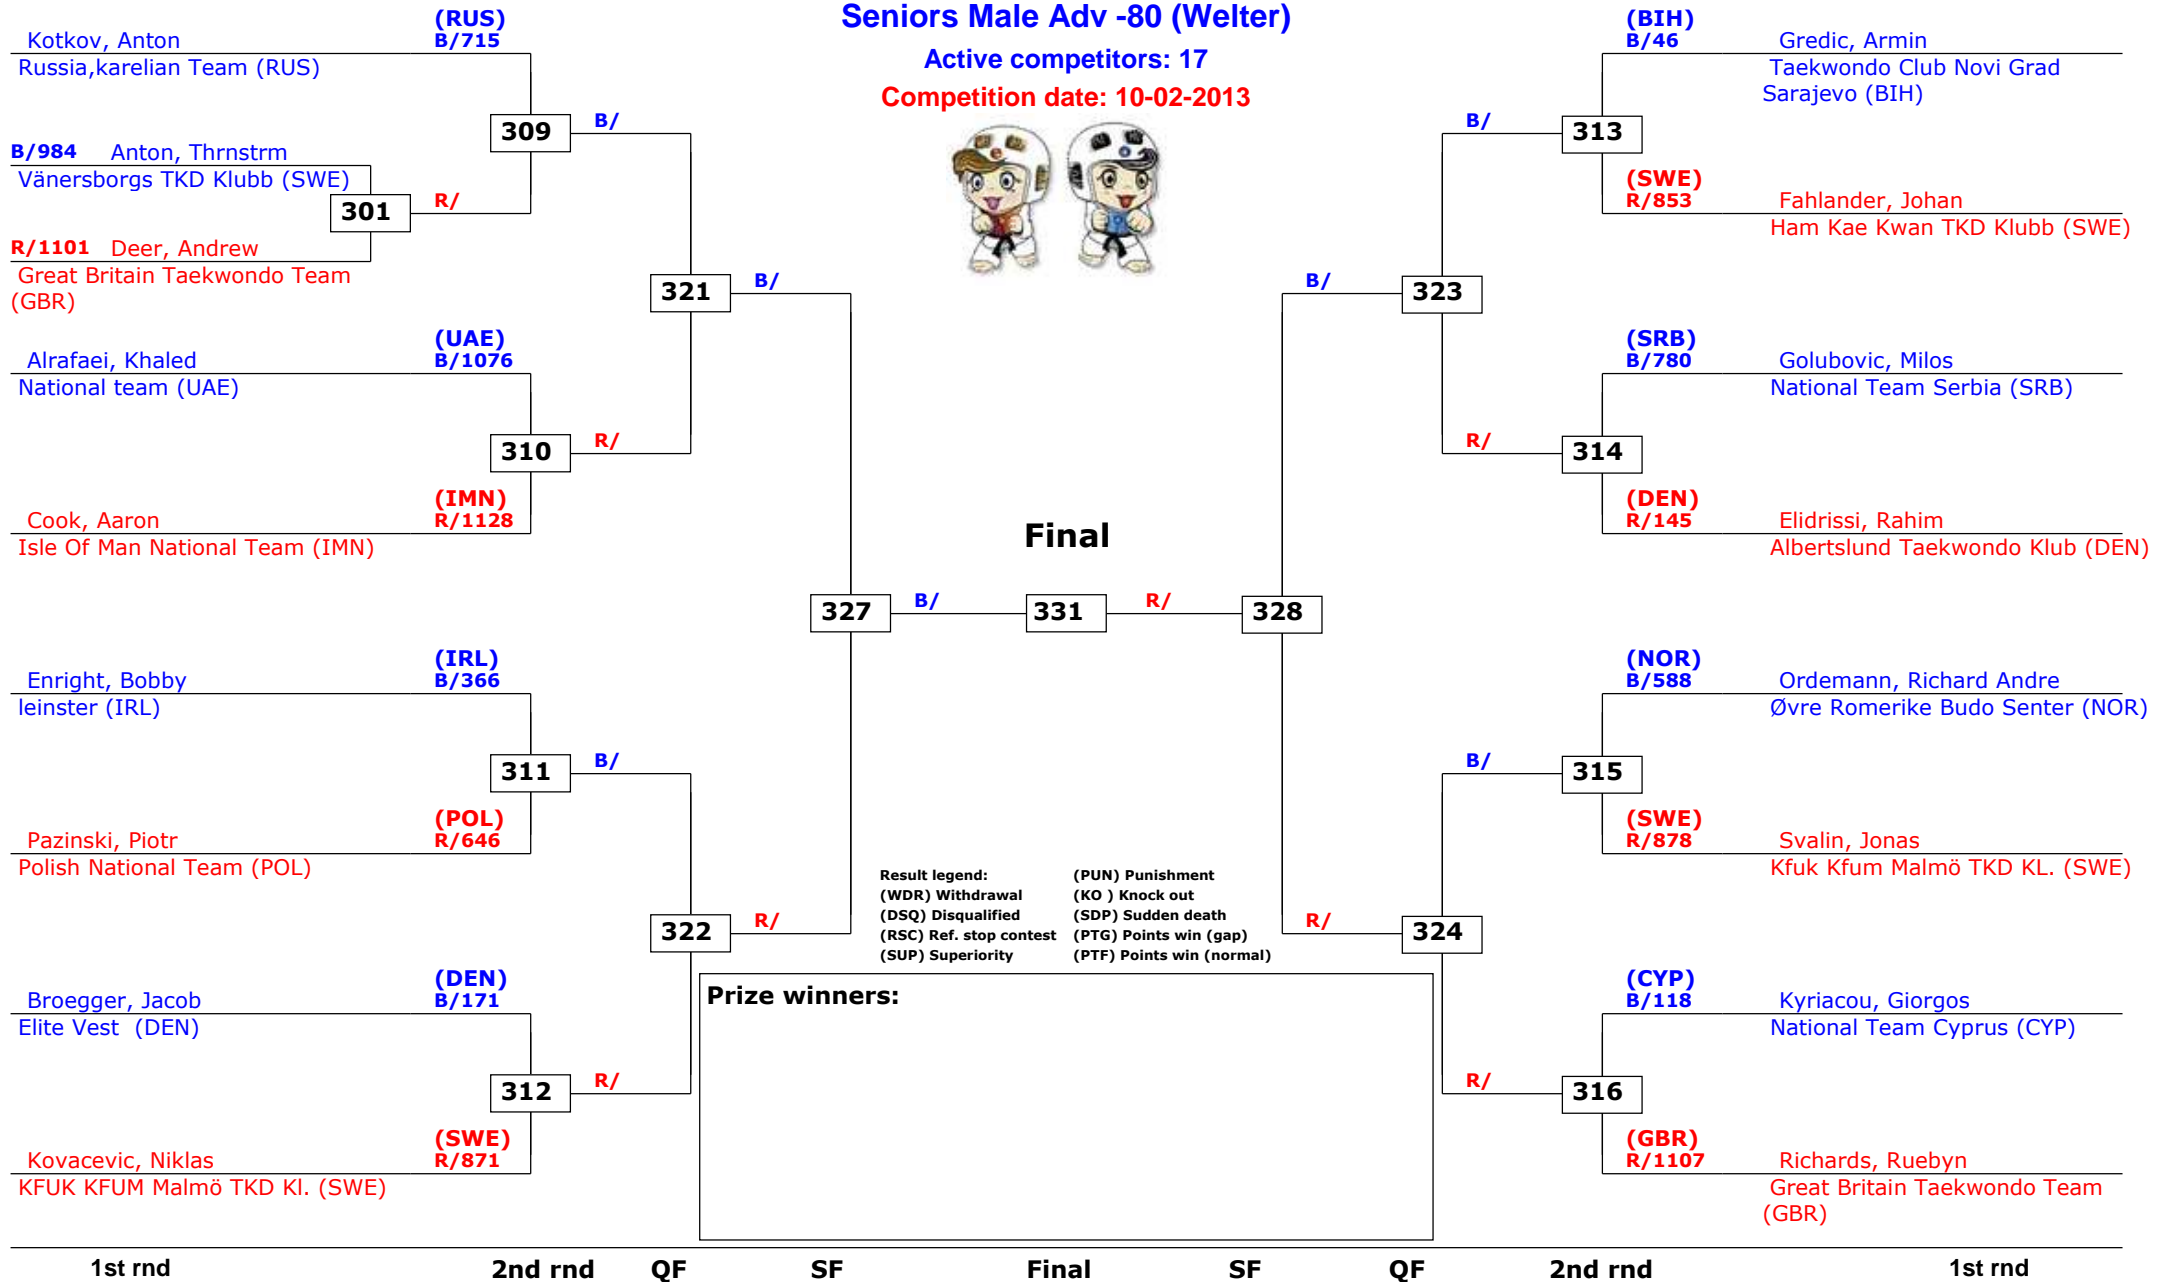 Seniors Male Adv -80 (Welter)
Active competitors: 17
Competition date: 10-02-2013
(RUS)
Kotkov, Anton B/715
Russia,karelian Team (RUS)
309 B/
B/984 Anton, Thrnstrm
Vänersborgs TKD Klubb (SWE)
301 R/
R/1101 Deer, Andrew
Great Britain Taekwondo Team
(GBR)
321 B/
(UAE)
Alrafaei, Khaled B/1076
National team (UAE)
310 R/
(IMN)
Cook, Aaron R/1128
Isle Of Man National Team (IMN)
327 B/
(IRL)
Enright, Bobby B/366
leinster (IRL)
311 B/
(POL)
Pazinski, Piotr R/646
Polish National Team (POL)
322 R/
(DEN)
Broegger, Jacob B/171
Elite Vest (DEN)
312 R/
(SWE)
Kovacevic, Niklas R/871
KFUK KFUM Malmö TKD Kl. (SWE)
Final
331
(BIH)
B/46 Gredic, Armin
Taekwondo Club Novi Grad
Sarajevo (BIH)
B/ 313
(SWE)
R/853 Fahlander, Johan
Ham Kae Kwan TKD Klubb (SWE)
B/ 323
(SRB)
B/780 Golubovic, Milos
National Team Serbia (SRB)
R/ 314
(DEN)
R/145 Elidrissi, Rahim
Albertslund Taekwondo Klub (DEN)
R/ 328
(NOR)
B/588 Ordemann, Richard Andre
Øvre Romerike Budo Senter (NOR)
B/ 315
(SWE)
R/878 Svalin, Jonas
Kfuk Kfum Malmö TKD KL. (SWE)
R/ 324
(CYP)
B/118 Kyriacou, Giorgos
National Team Cyprus (CYP)
R/ 316
(GBR)
R/1107 Richards, Ruebyn
Great Britain Taekwondo Team
(GBR)
Result legend: (PUN) Punishment
(WDR) Withdrawal (KO ) Knock out
(DSQ) Disqualified (SDP) Sudden death
(RSC) Ref. stop contest (PTG) Points win (gap)
(SUP) Superiority (PTF) Points win (normal)
Prize winners:
1st rnd 2nd rnd QF SF Final SF QF 2nd rnd 1st rnd